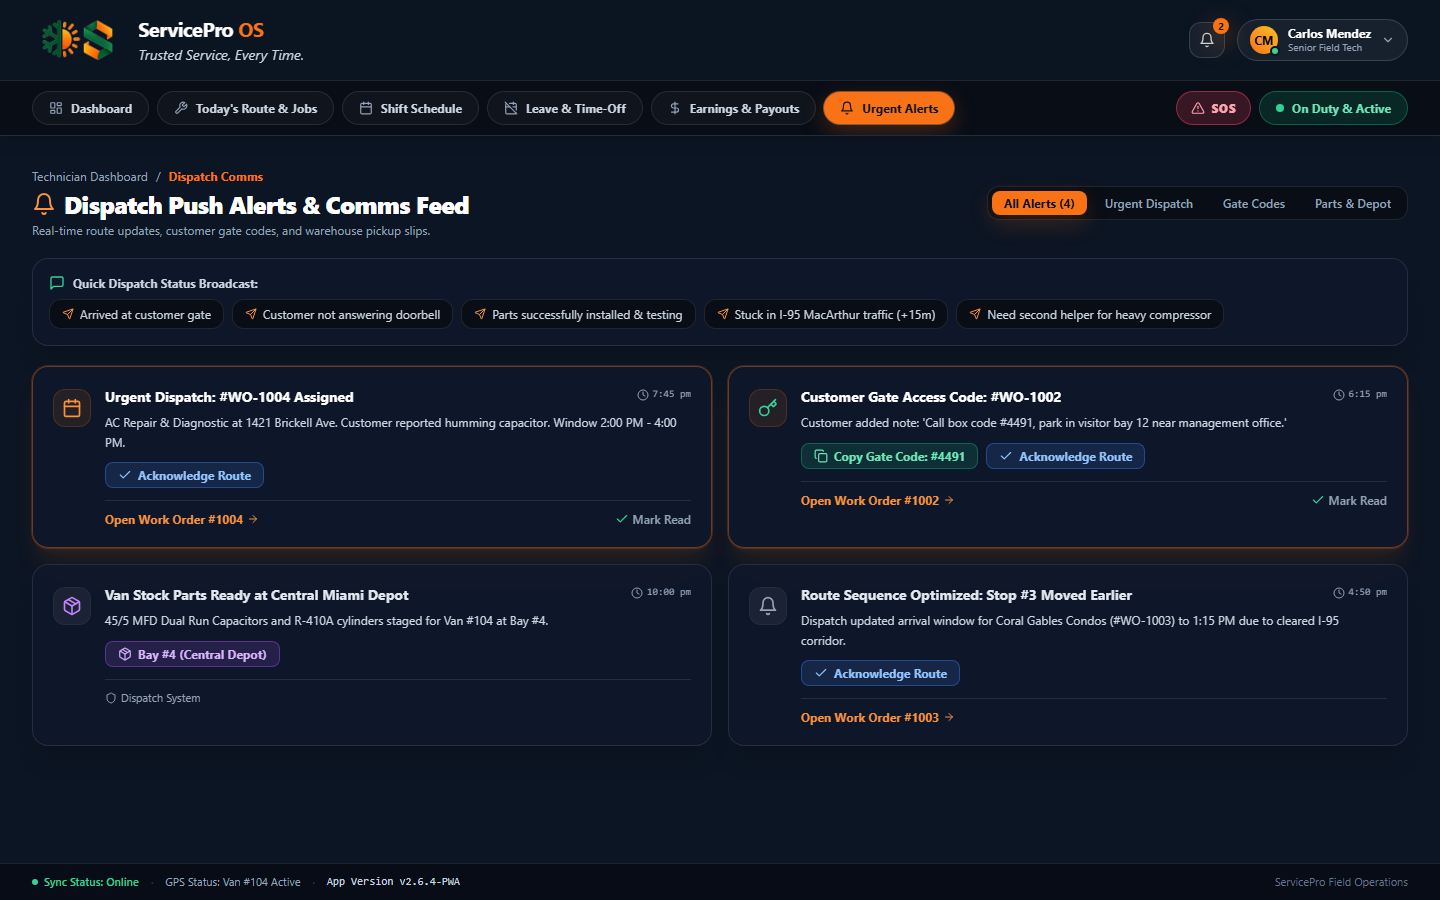 ServicePro OS
Trusted Service, Every Time.
2
CM
Carlos Mendez
Senior Field Tech
Dashboard
Today's Route & Jobs
Shift Schedule
Leave & Time-Off
Earnings & Payouts
Urgent Alerts
SOS
On Duty & Active
Technician Dashboard / Dispatch Comms
Dispatch Push Alerts & Comms Feed
Real-time route updates, customer gate codes, and warehouse pickup slips.
All Alerts (4)
Urgent Dispatch
Gate Codes
Parts & Depot
Quick Dispatch Status Broadcast:
Arrived at customer gate
Customer not answering doorbell
Parts successfully installed & testing
Stuck in I-95 MacArthur traffic (+15m)
Need second helper for heavy compressor
Urgent Dispatch: #WO-1004 Assigned
7:45 pm
AC Repair & Diagnostic at 1421 Brickell Ave. Customer reported humming capacitor. Window 2:00 PM - 4:00
PM.
Acknowledge Route
Open Work Order #1004
Mark Read
Customer Gate Access Code: #WO-1002
6:15 pm
Customer added note: 'Call box code #4491, park in visitor bay 12 near management office.'
Copy Gate Code: #4491
Acknowledge Route
Open Work Order #1002
Mark Read
Van Stock Parts Ready at Central Miami Depot
10:00 pm
45/5 MFD Dual Run Capacitors and R-410A cylinders staged for Van #104 at Bay #4.
Bay #4 (Central Depot)
Dispatch System
Route Sequence Optimized: Stop #3 Moved Earlier
4:50 pm
Dispatch updated arrival window for Coral Gables Condos (#WO-1003) to 1:15 PM due to cleared I-95
corridor.
Acknowledge Route
Open Work Order #1003
Sync Status: Online · GPS Status: Van #104 Active · App Version v2.6.4-PWA
ServicePro Field Operations